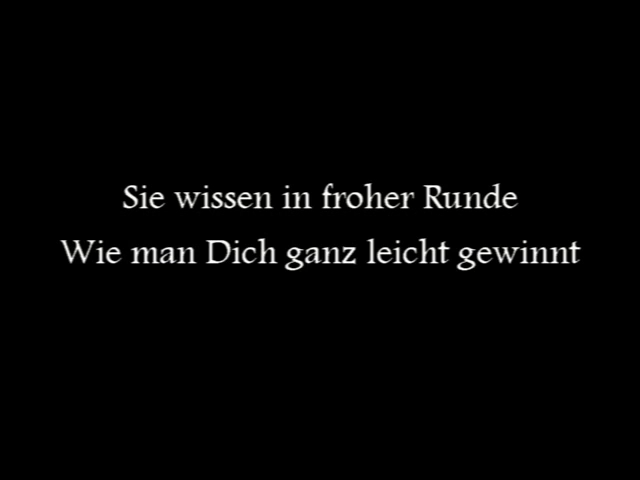 Sie wissen in froher Runde
Wie man Dich ganz leicht gewinnt